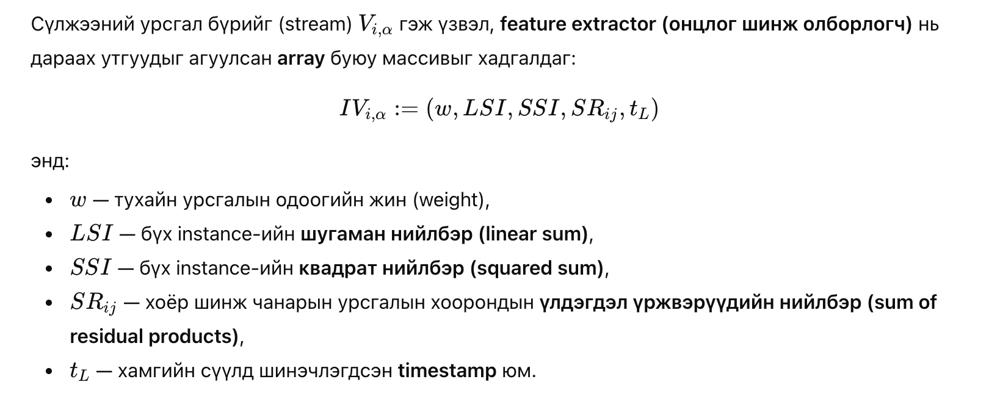 Сүлжээний урсгал бүрийг (stream) V_{i,α} гэж үзвэл, feature extractor (онцлог шинж олборлогч) нь
дараах утгуудыг агуулсан array буюу массивыг хадгалдаг:
IV_{i,α} := (w, LSI, SSI, SR_{ij}, t_L)
энд:
• w — тухайн урсгалын одоогийн жин (weight),
• LSI — бүх instance-ийн шугаман нийлбэр (linear sum),
• SSI — бүх instance-ийн квадрат нийлбэр (squared sum),
• SR_{ij} — хоёр шинж чанарын урсгалын хоорондын үлдэгдэл үржвэрүүдийн нийлбэр (sum of
residual products),
• t_L — хамгийн сүүлд шинэчлэгдсэн timestamp юм.